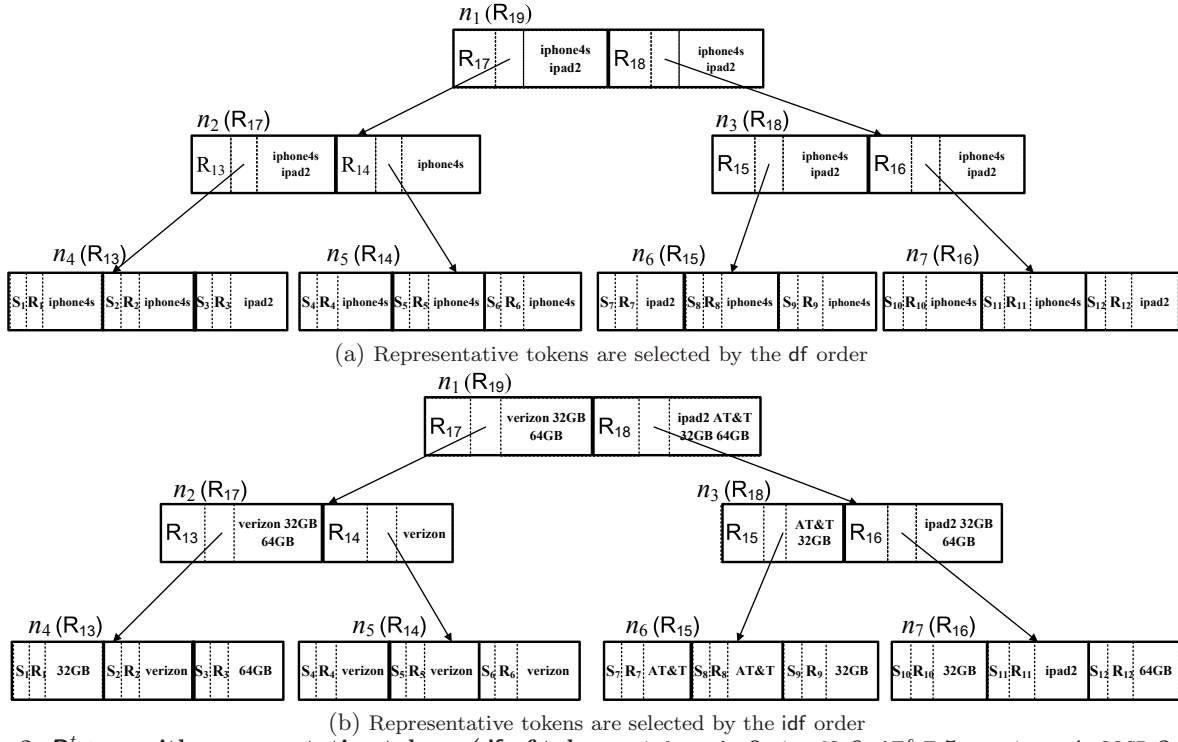 n1 (R19)
R17 iphone4s ipad2 R18 iphone4s ipad2
n2 (R17) n3 (R18)
R13 iphone4s ipad2 R14 iphone4s R15 iphone4s ipad2 R16 iphone4s ipad2
n4 (R13) n5 (R14) n6 (R15) n7 (R16)
S1 R1 iphone4s S2 R2 iphone4s S3 R3 ipad2 S4 R4 iphone4s S5 R5 iphone4s S6 R6 iphone4s S7 R7 ipad2 S8 R8 iphone4s S9 R9 iphone4s S10 R10 iphone4s S11 R11 iphone4s S12 R12 ipad2
(a) Representative tokens are selected by the df order
n1 (R19)
R17 verizon 32GB 64GB R18 ipad2 AT&T 32GB 64GB
n2 (R17) n3 (R18)
R13 verizon 32GB 64GB R14 verizon R15 AT&T 32GB R16 ipad2 32GB 64GB
n4 (R13) n5 (R14) n6 (R15) n7 (R16)
S1 R1 32GB S2 R2 verizon S3 R3 64GB S4 R4 verizon S5 R5 verizon S6 R6 verizon S7 R7 AT&T S8 R8 AT&T S9 R9 32GB S10 R10 32GB S11 R11 ipad2 S12 R12 64GB
(b) Representative tokens are selected by the idf order